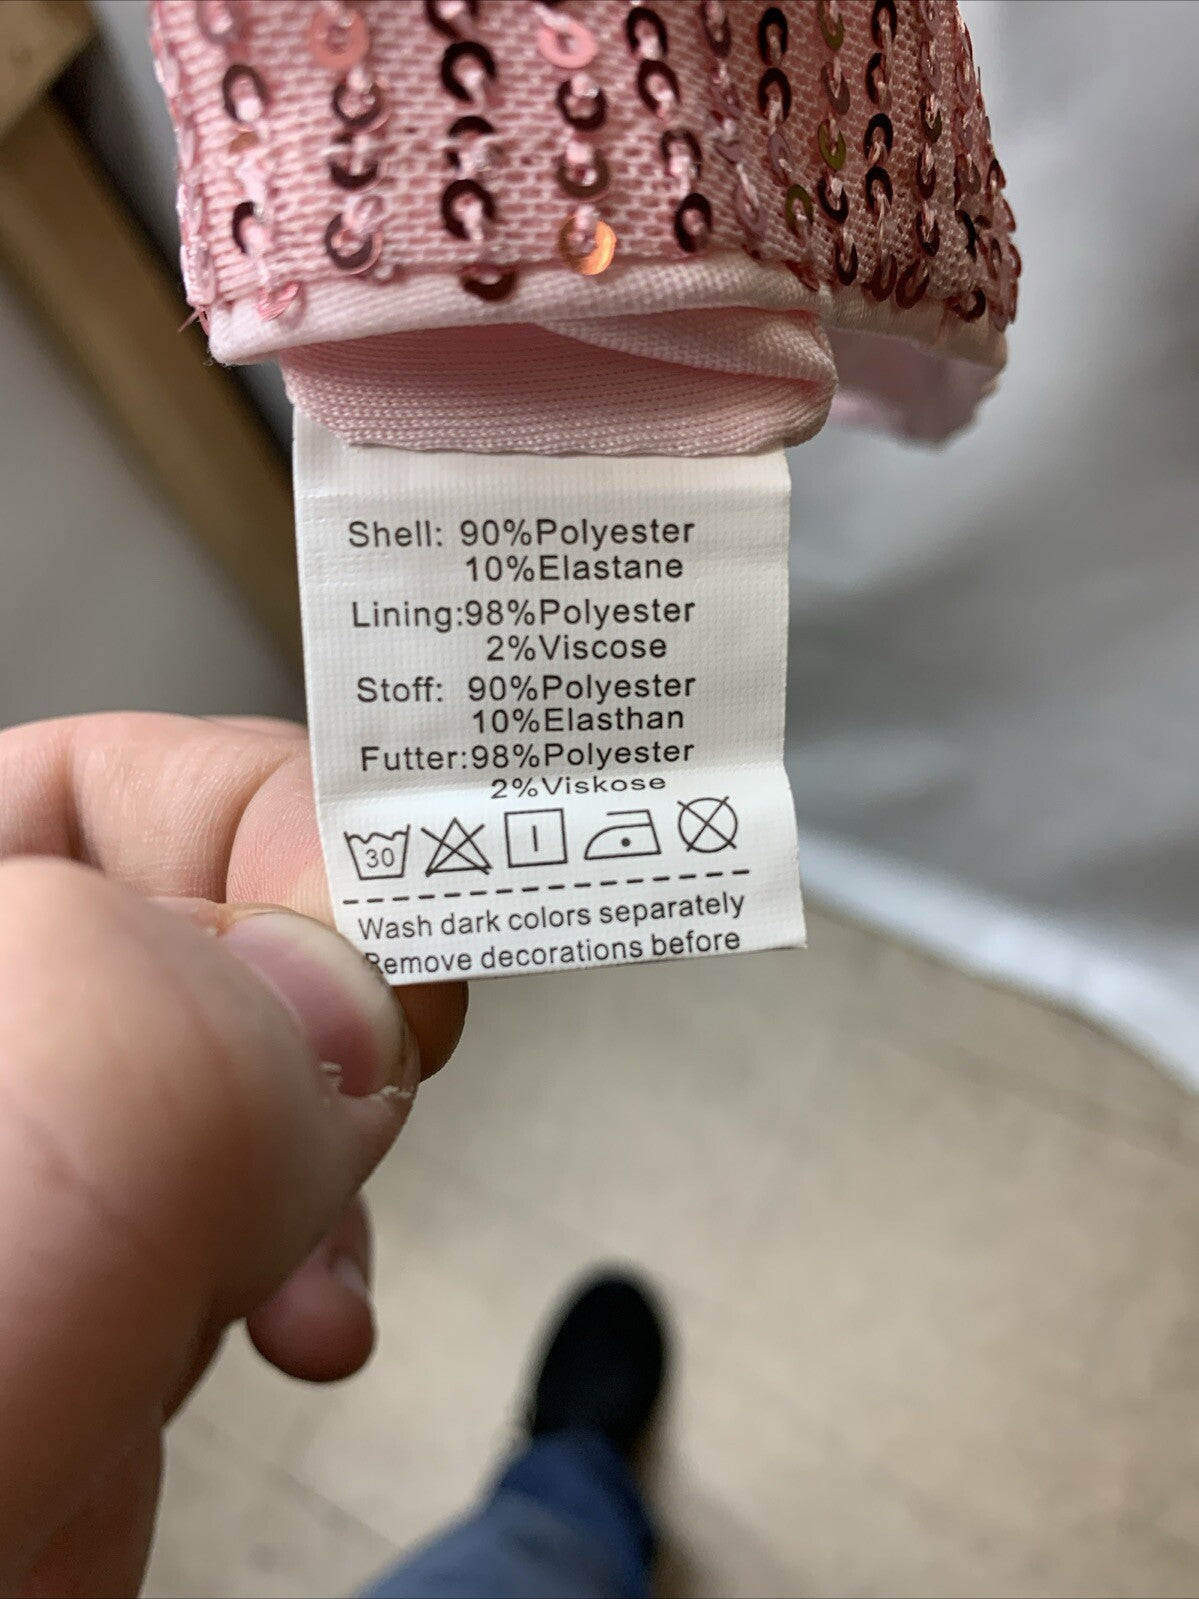 Shell: 90%Polyester
10%Elastane
Lining:98%Polyester
2%Viscose
Stoff: 90%Polyester
10%Elasthan
Futter:98%Polyester
2%Viskose
30
Wash dark colors separately
Remove decorations before